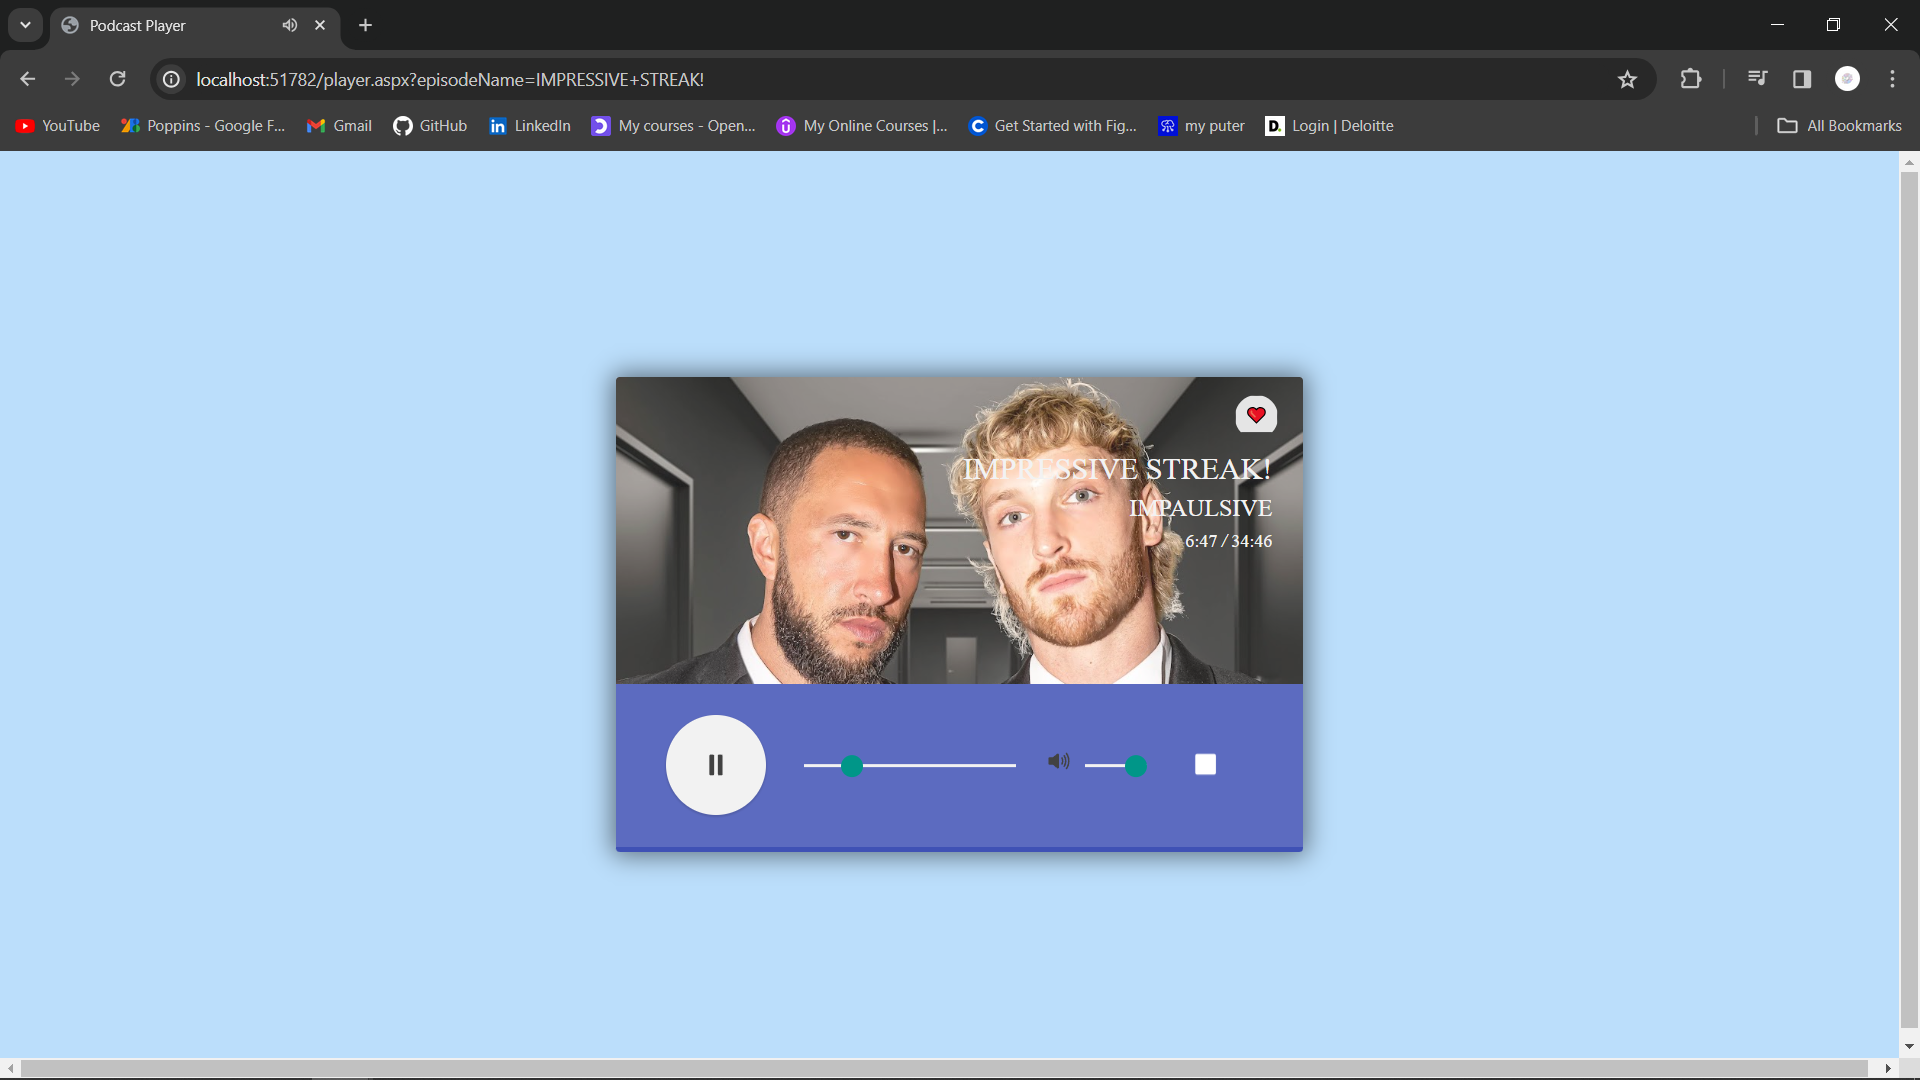 Podcast Player
localhost:51782/player.aspx?episodeName=IMPRESSIVE+STREAK!
YouTube Poppins - Google F... Gmail GitHub LinkedIn My courses - Open... My Online Courses |... Get Started with Fig... my puter D. Login | Deloitte All Bookmarks
IMPRESSIVE STREAK!
IMPAULSIVE
6:47 / 34:46